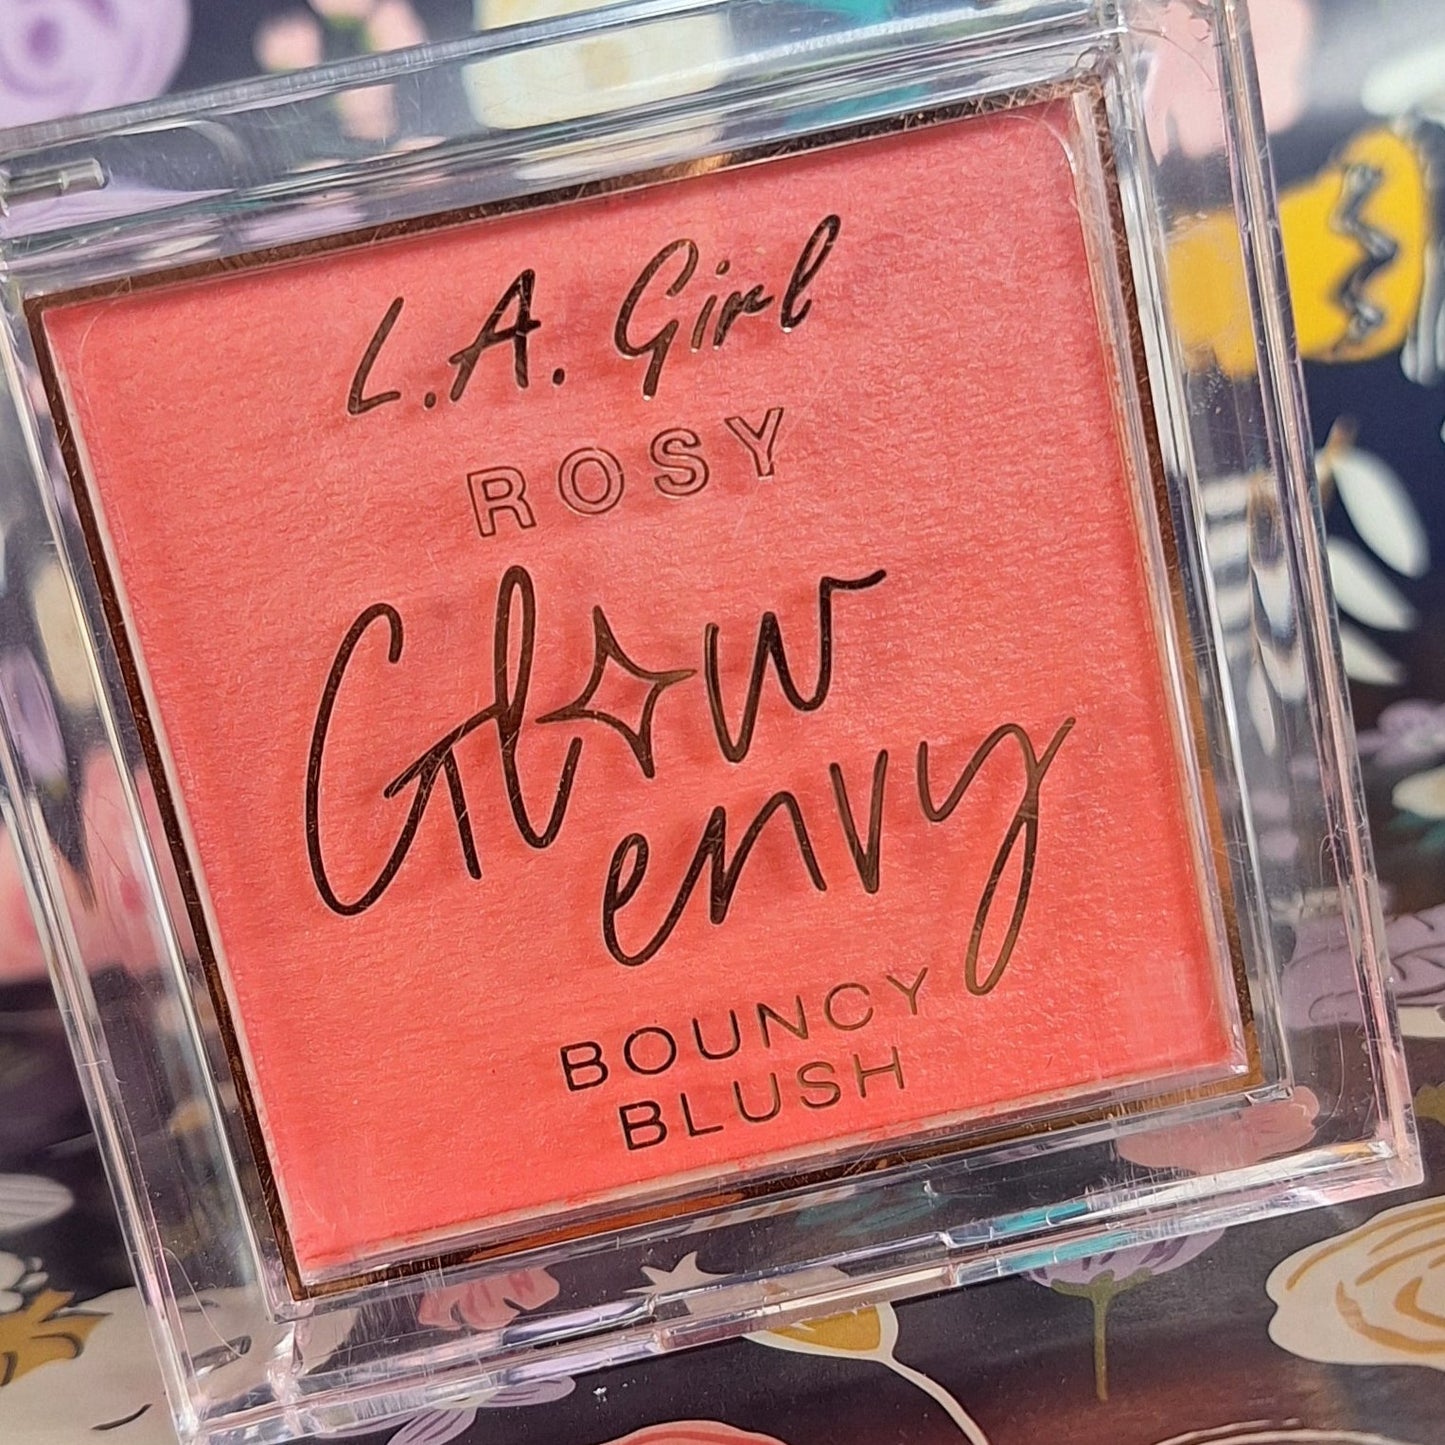 L.A. Girl
ROSY
Glow
envy
BOUNCY
BLUSH